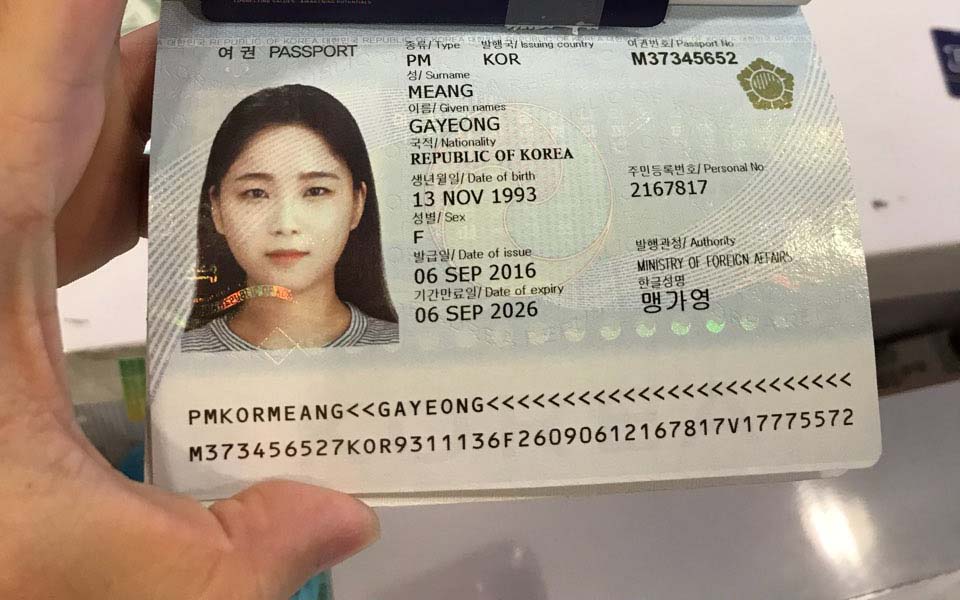 여권 PASSPORT
종류/ Type 발행국/ Issuing country 여권번호/ Passport No
PM KOR M37345652
성/ Surname
MEANG
이름/ Given names
GAYEONG
국적/ Nationality
REPUBLIC OF KOREA
생년월일/ Date of birth 주민등록번호/ Personal No
13 NOV 1993 2167817
성별/ Sex
F
발급일/ Date of issue 발행관청/ Authority
06 SEP 2016 MINISTRY OF FOREIGN AFFAIRS
기간만료일/ Date of expiry 한글성명
06 SEP 2026 맹가영
PMKORMEANG<<GAYEONG<<<<<<<<<<<<<<<<<<<<<<<<<
M373456527KOR9311136F26090612167817V17775572